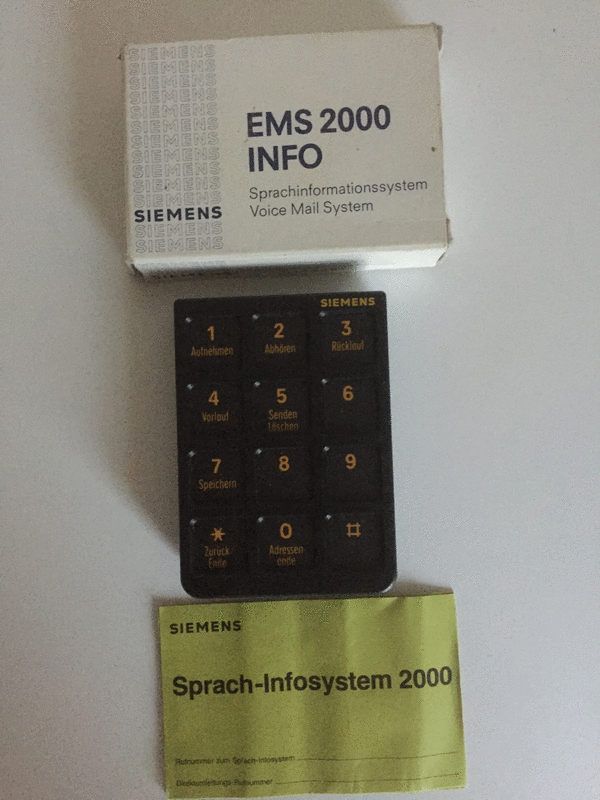 SIEMENS
EMS 2000
INFO
Sprachinformationssystem
Voice Mail System
SIEMENS
1
Aufnehmen
2
Abhören
3
Rücklauf
4
Vorlauf
5
Senden
Löschen
6
7
Speichern
8
9
*
Zurück
Ende
0
Adressen
ende
#
SIEMENS
Sprach-Infosystem 2000
Rufnummer zum Sprach-Infosystem
Direktumleitungs-Rufnummer